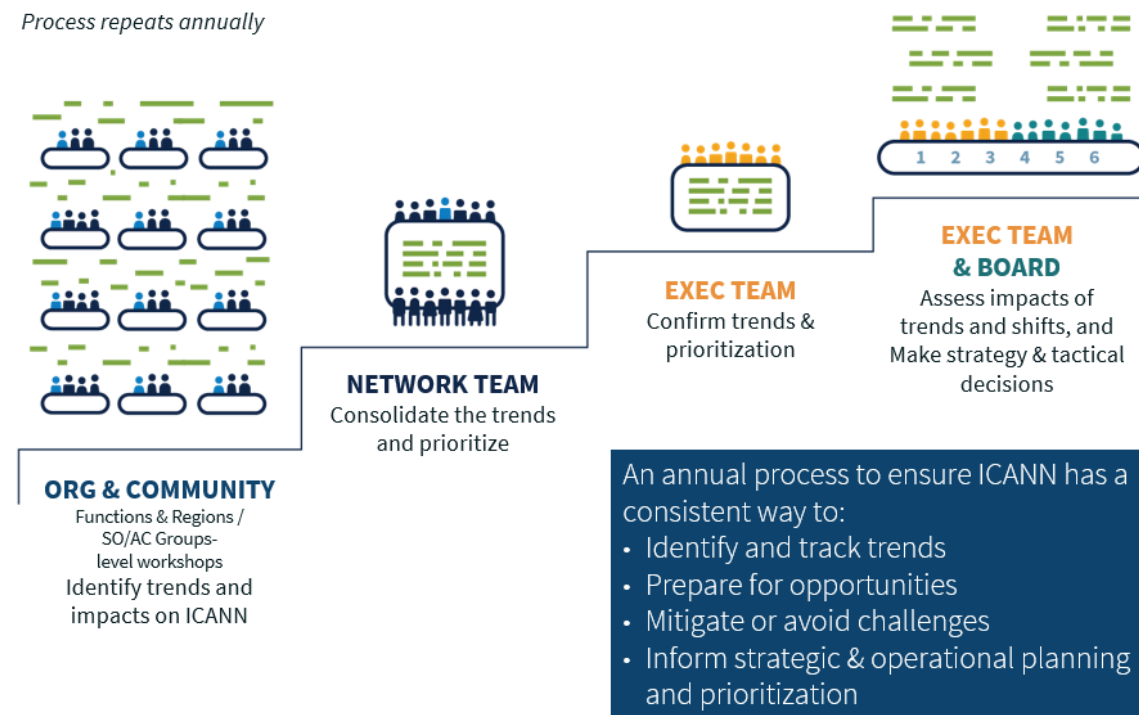 Process repeats annually
1 2 3 4 5 6
ORG & COMMUNITY
Functions & Regions /
SO/AC Groups-
level workshops
Identify trends and
impacts on ICANN
NETWORK TEAM
Consolidate the trends
and prioritize
EXEC TEAM
Confirm trends &
prioritization
EXEC TEAM
& BOARD
Assess impacts of
trends and shifts, and
Make strategy & tactical
decisions
An annual process to ensure ICANN has a
consistent way to:
• Identify and track trends
• Prepare for opportunities
• Mitigate or avoid challenges
• Inform strategic & operational planning
and prioritization